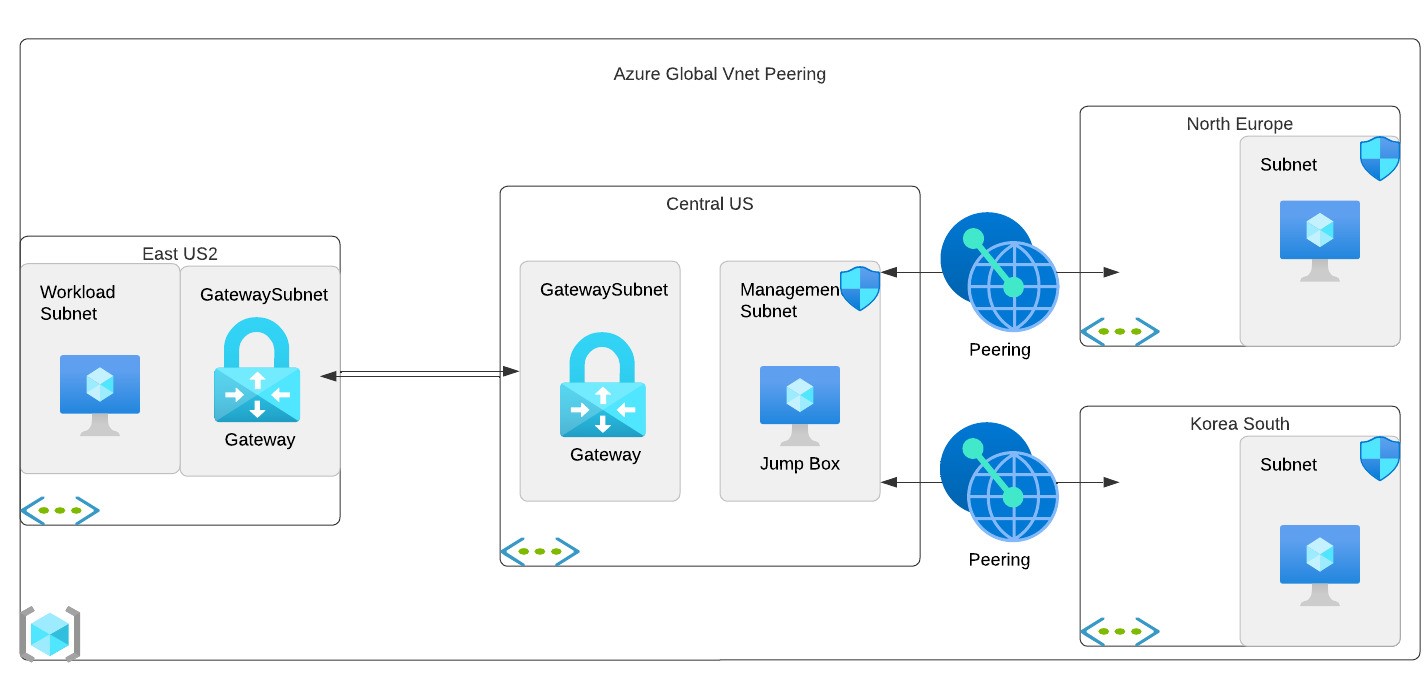 Azure Global Vnet Peering
North Europe
Subnet
Central US
East US2
Workload
Subnet
GatewaySubnet
Gateway
GatewaySubnet
Gateway
Managemen
Subnet
Jump Box
Peering
Peering
Korea South
Subnet